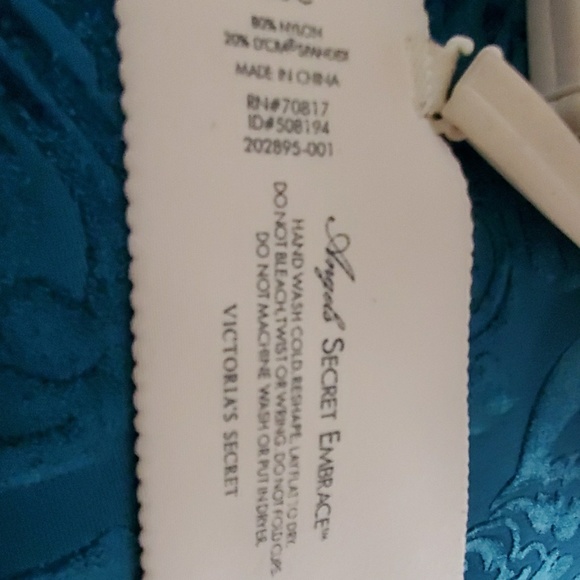 80% NYLON
20% DICM®SPANDEX
MADE IN CHINA
RN#70817
ID#508194
202895-001
Angels SECRET EMBRACE™
HAND WASH COLD. RESHAPE, LAY FLAT TO DRY.
DO NOT BLEACH, TWIST OR WRING. DO NOT FOLD CUPS.
DO NOT MACHINE WASH OR PUT IN DRYER.
VICTORIA'S SECRET